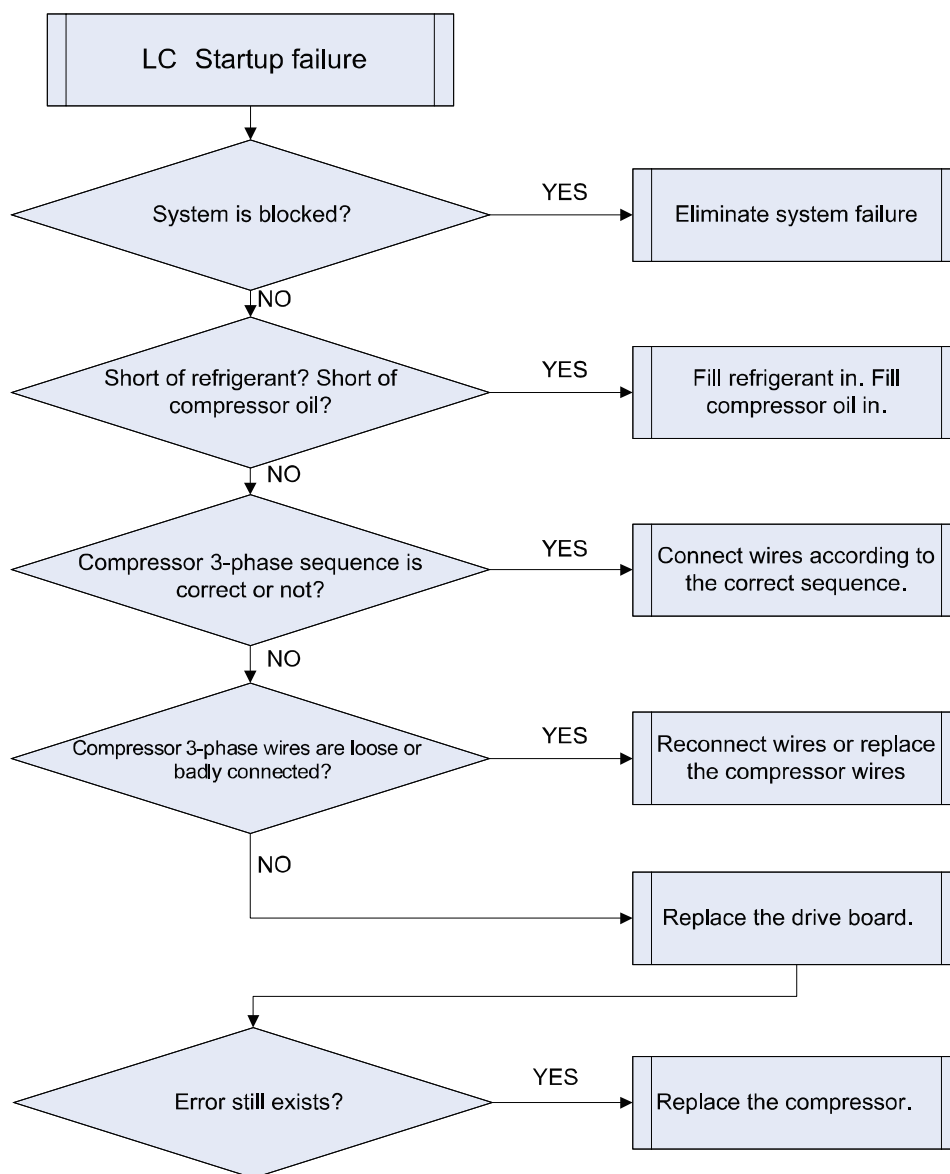 LC Startup failure
System is blocked?
YES
Eliminate system failure
NO
Short of refrigerant? Short of
compressor oil?
YES
Fill refrigerant in. Fill
compressor oil in.
NO
Compressor 3-phase sequence is
correct or not?
YES
Connect wires according to
the correct sequence.
NO
Compressor 3-phase wires are loose or
badly connected?
YES
Reconnect wires or replace
the compressor wires
NO
Replace the drive board.
Error still exists?
YES
Replace the compressor.